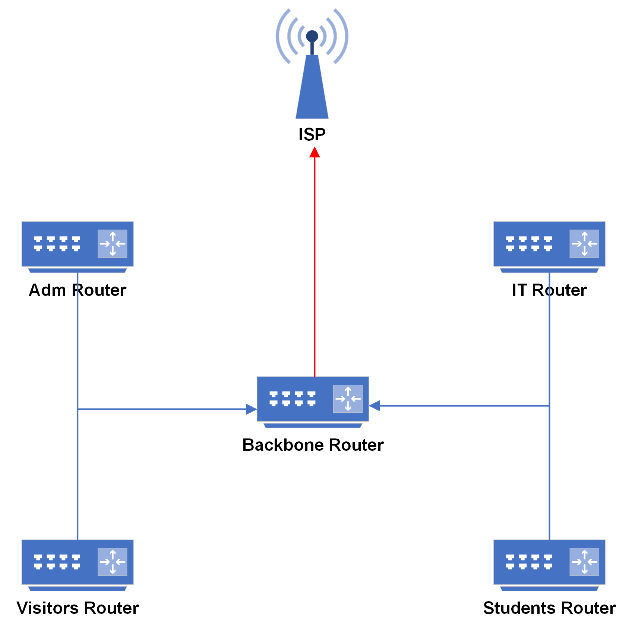 ISP
Adm Router
IT Router
Backbone Router
Visitors Router
Students Router